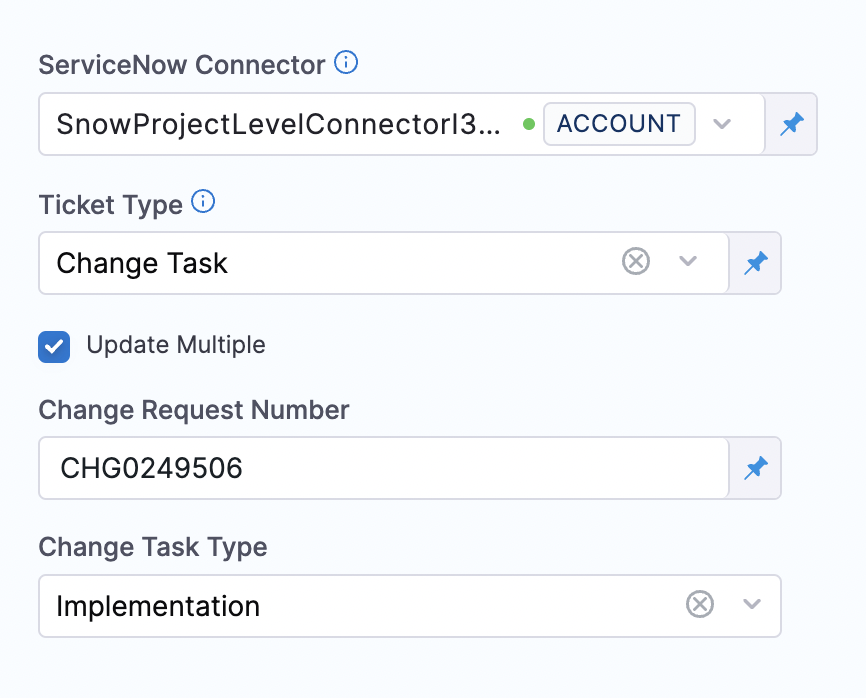 ServiceNow Connector
SnowProjectLevelConnectorI3... ACCOUNT
Ticket Type
Change Task
Update Multiple
Change Request Number
CHG0249506
Change Task Type
Implementation